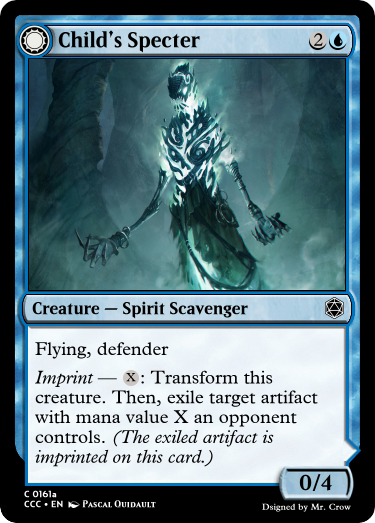 Child's Specter
2
Creature — Spirit Scavenger
Flying, defender
Imprint — X: Transform this
creature. Then, exile target artifact
with mana value X an opponent
controls. (The exiled artifact is
imprinted on this card.)
0/4
C 0161a
CCC • EN Pascal Quidault
Dsigned by Mr. Crow